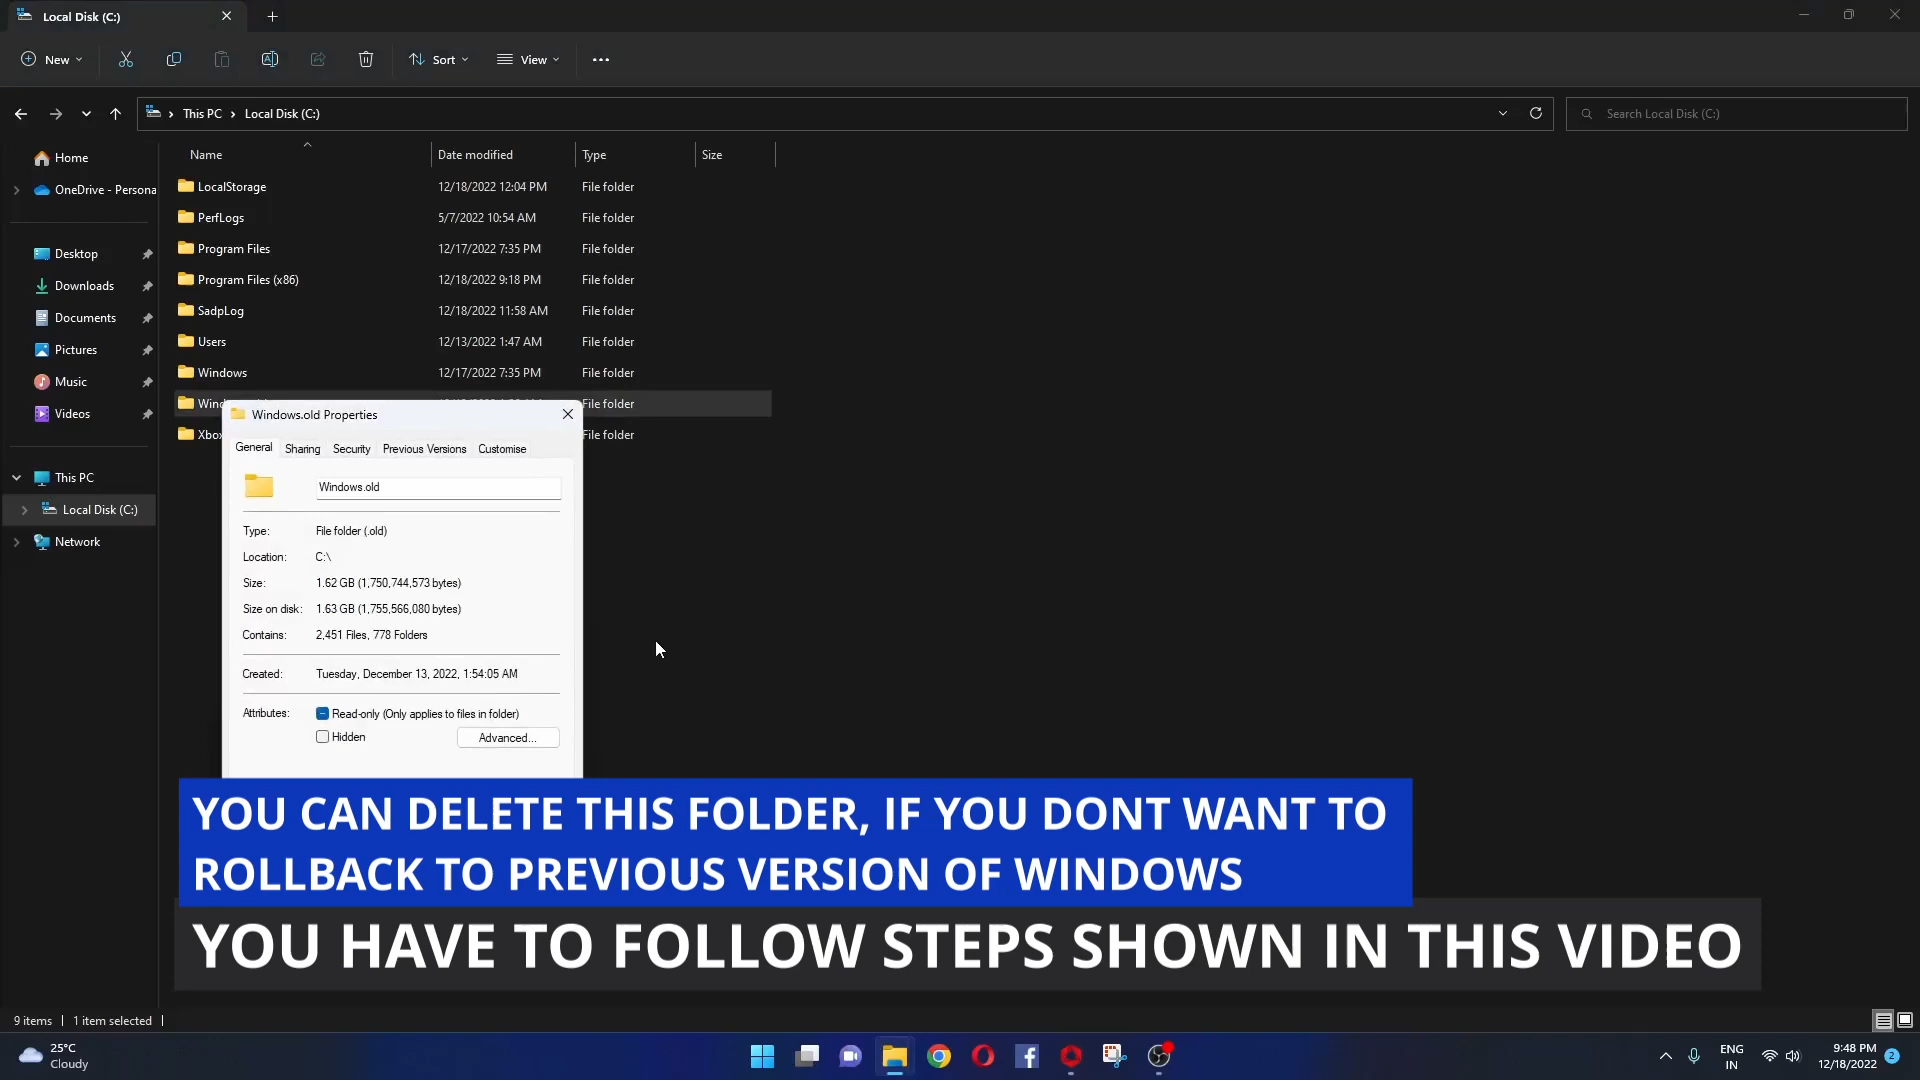 Local Disk (C:)
New
Sort
View
This PC
Local Disk (C:)
Search Local Disk (C:)
Home
OneDrive - Persona
Desktop
Downloads
Documents
Pictures
Music
Videos
This PC
Local Disk (C:)
Network
Name Date modified Type Size
LocalStorage 12/18/2022 12:04 PM File folder
PerfLogs 5/7/2022 10:54 AM File folder
Program Files 12/17/2022 7:35 PM File folder
Program Files (x86) 12/18/2022 9:18 PM File folder
SadpLog 12/18/2022 11:58 AM File folder
Users 12/13/2022 1:47 AM File folder
Windows 12/17/2022 7:35 PM File folder
File folder
Xbox File folder
Windows.old Properties
General Sharing Security Previous Versions Customise
Windows.old
Type: File folder (.old)
Location: C:\
Size: 1.62 GB (1,750,744,573 bytes)
Size on disk: 1.63 GB (1,755,566,080 bytes)
Contains: 2,451 Files, 778 Folders
Created: Tuesday, December 13, 2022, 1:54:05 AM
Attributes: Read-only (Only applies to files in folder)
Hidden Advanced...
YOU CAN DELETE THIS FOLDER, IF YOU DONT WANT TO
ROLLBACK TO PREVIOUS VERSION OF WINDOWS
YOU HAVE TO FOLLOW STEPS SHOWN IN THIS VIDEO
9 items 1 item selected
25°C
Cloudy
ENG
IN
9:48 PM
12/18/2022
2